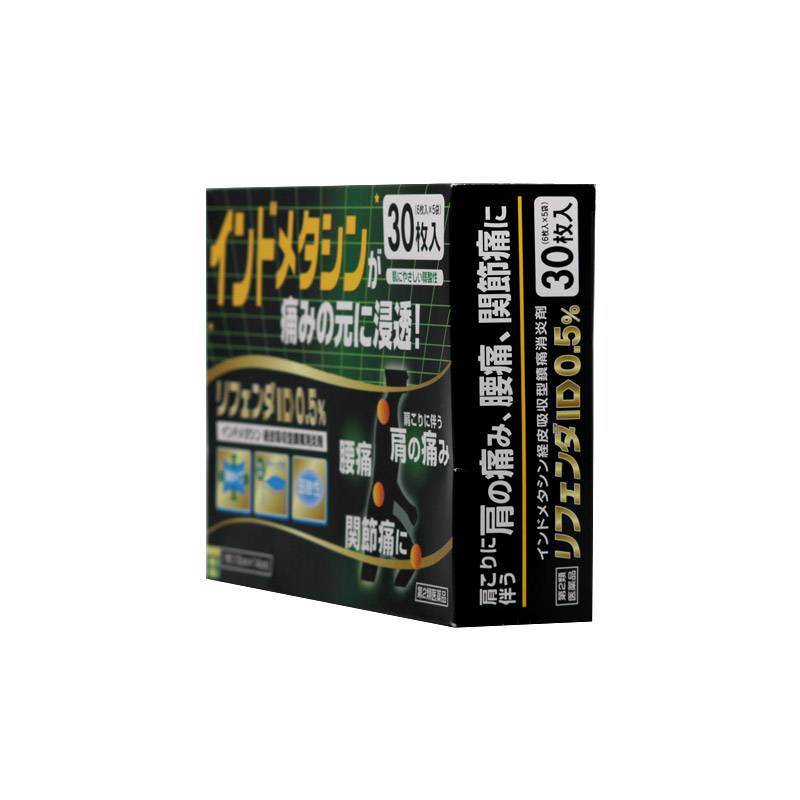 インドメタシンが
痛みの元に浸透!
30枚入
(6枚入×5袋)
肌にやさしい弱酸性
リフェンダID0.5%
インドメタシン 経皮吸収型鎮痛消炎剤
弱酸性
肩こりに伴う
肩の痛み
腰痛
関節痛に
第2類医薬品
肩こりに伴う肩の痛み、腰痛、関節痛に
30枚入
(6枚入×5袋)
インドメタシン経皮吸収型鎮痛消炎剤
リフェンダID0.5%
第2類
医薬品